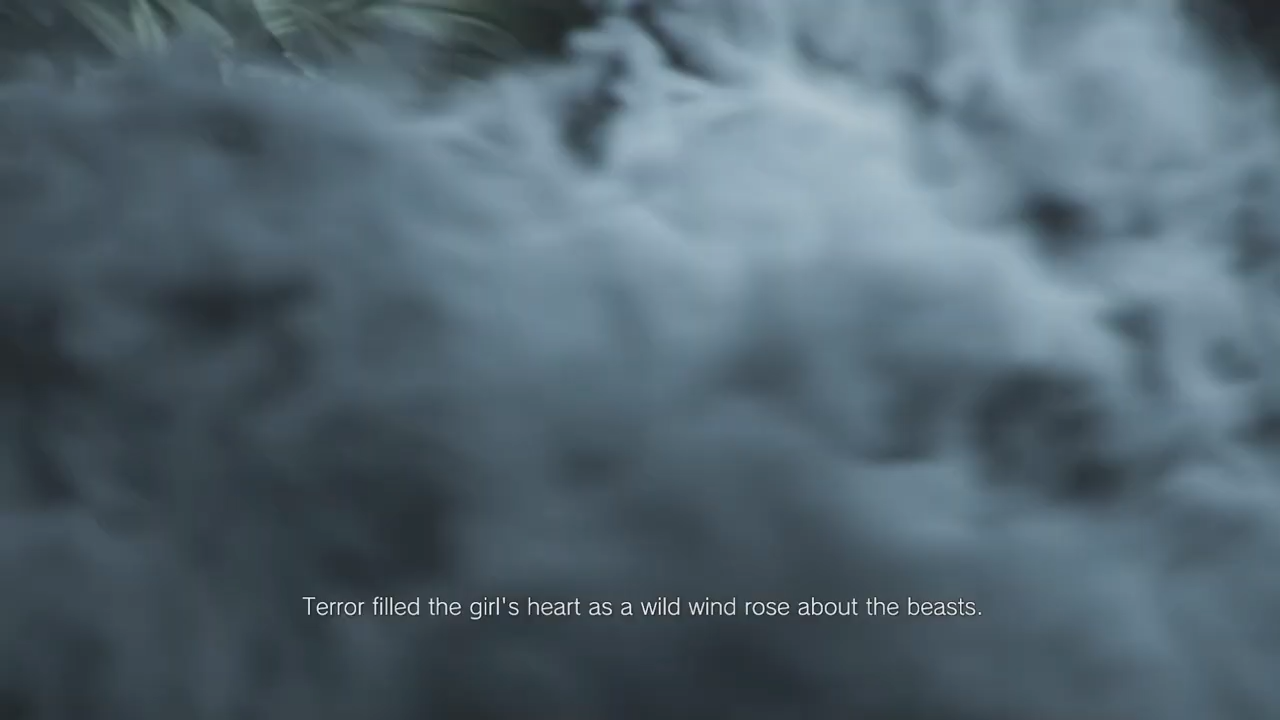 Terror filled the girl's heart as a wild wind rose about the beasts.